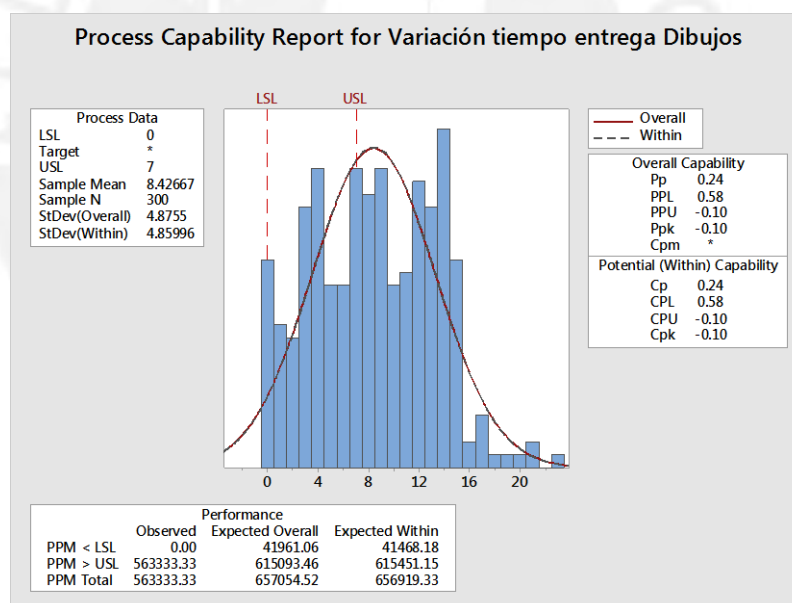 Process Capability Report for Variación tiempo entrega Dibujos
LSL USL
Process Data
LSL 0
Target *
USL 7
Sample Mean 8.42667
Sample N 300
StDev(Overall) 4.8755
StDev(Within) 4.85996
Overall
Within
Overall Capability
Pp 0.24
PPL 0.58
PPU -0.10
Ppk -0.10
Cpm *
Potential (Within) Capability
Cp 0.24
CPL 0.58
CPU -0.10
Cpk -0.10
0 4 8 12 16 20
Performance
Observed Expected Overall Expected Within
PPM < LSL 0.00 41961.06 41468.18
PPM > USL 563333.33 615093.46 615451.15
PPM Total 563333.33 657054.52 656919.33